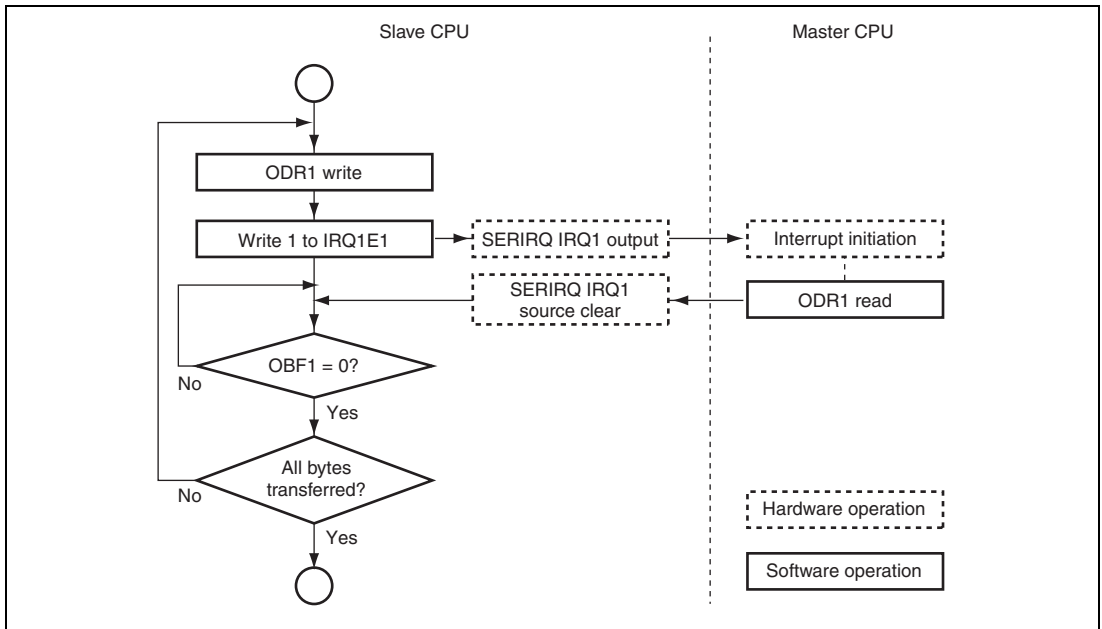 Slave CPU
Master CPU
ODR1 write
Write 1 to IRQ1E1
SERIRQ IRQ1 output
Interrupt initiation
SERIRQ IRQ1
source clear
ODR1 read
OBF1 = 0?
No
Yes
All bytes
transferred?
No
Yes
Hardware operation
Software operation